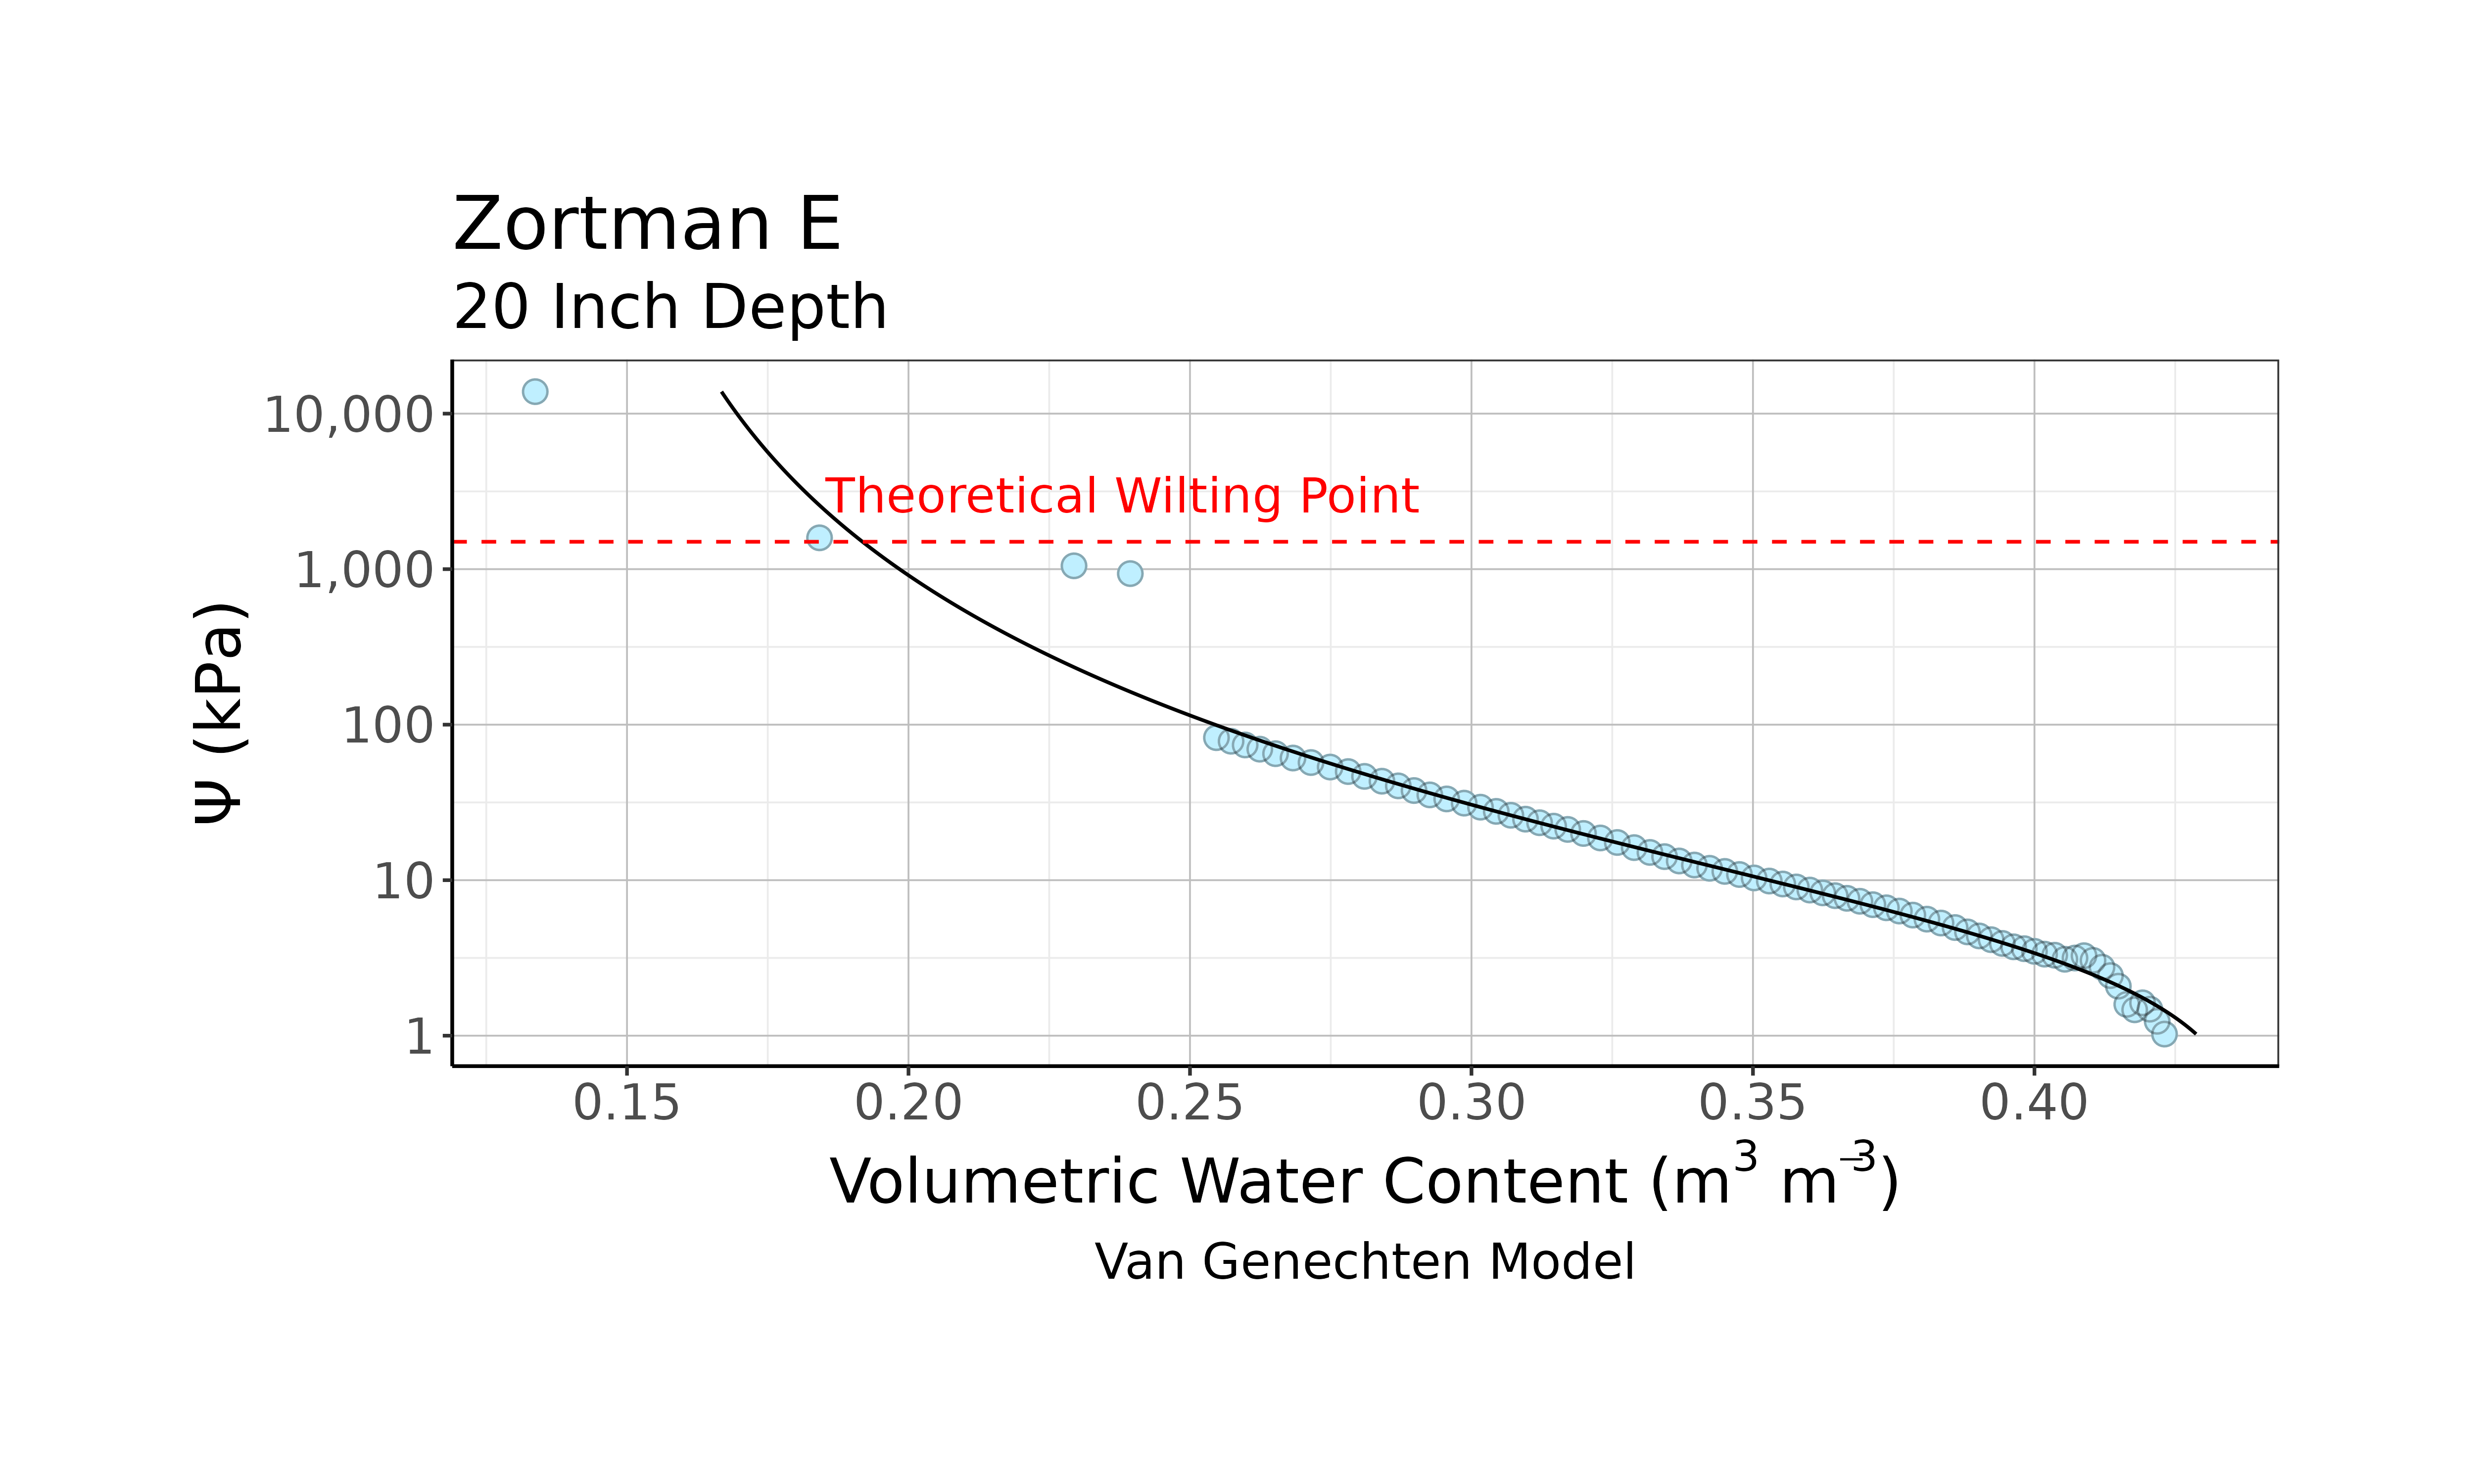 Zortman E
20 Inch Depth
10,000
Theoretical Wilting Point
1,000
100
10
1
Ψ (kPa)
0.15 0.20 0.25 0.30 0.35 0.40
Volumetric Water Content (m³ m⁻³)
Van Genechten Model